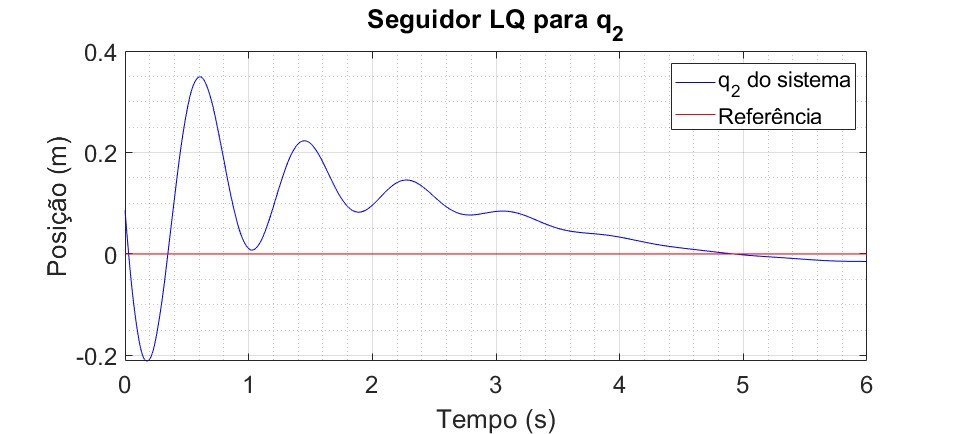 Seguidor LQ para q2
q2 do sistema
Referência
Posição (m)
0.4
0.2
0
-0.2
0 1 2 3 4 5 6
Tempo (s)